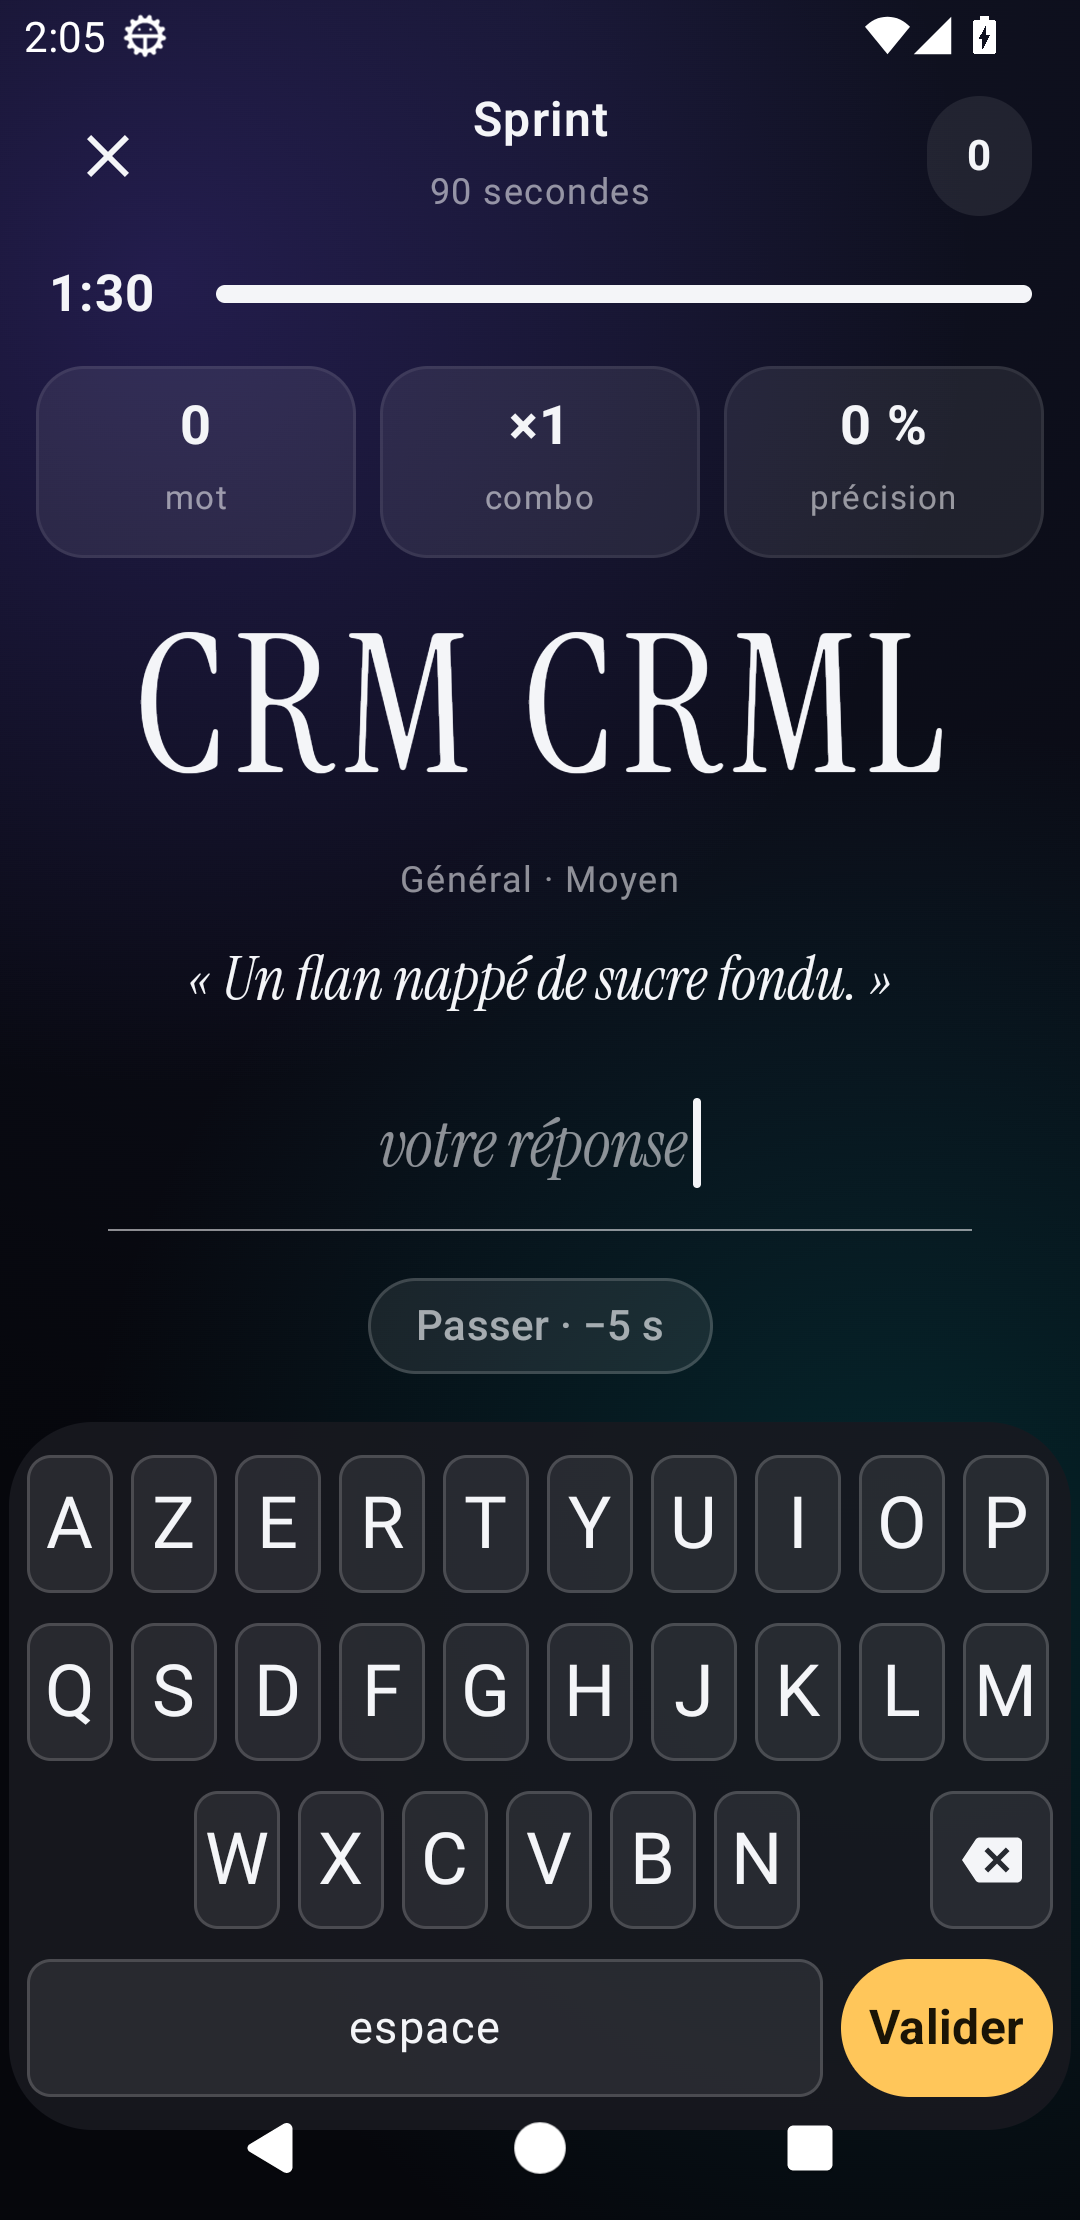 2:05
Sprint
90 secondes
0
1:30
0
mot
×1
combo
0 %
précision
CRM CRML
Général · Moyen
« Un flan nappé de sucre fondu. »
votre réponse
Passer · −5 s
A Z E R T Y U I O P
Q S D F G H J K L M
W X C V B N
espace
Valider